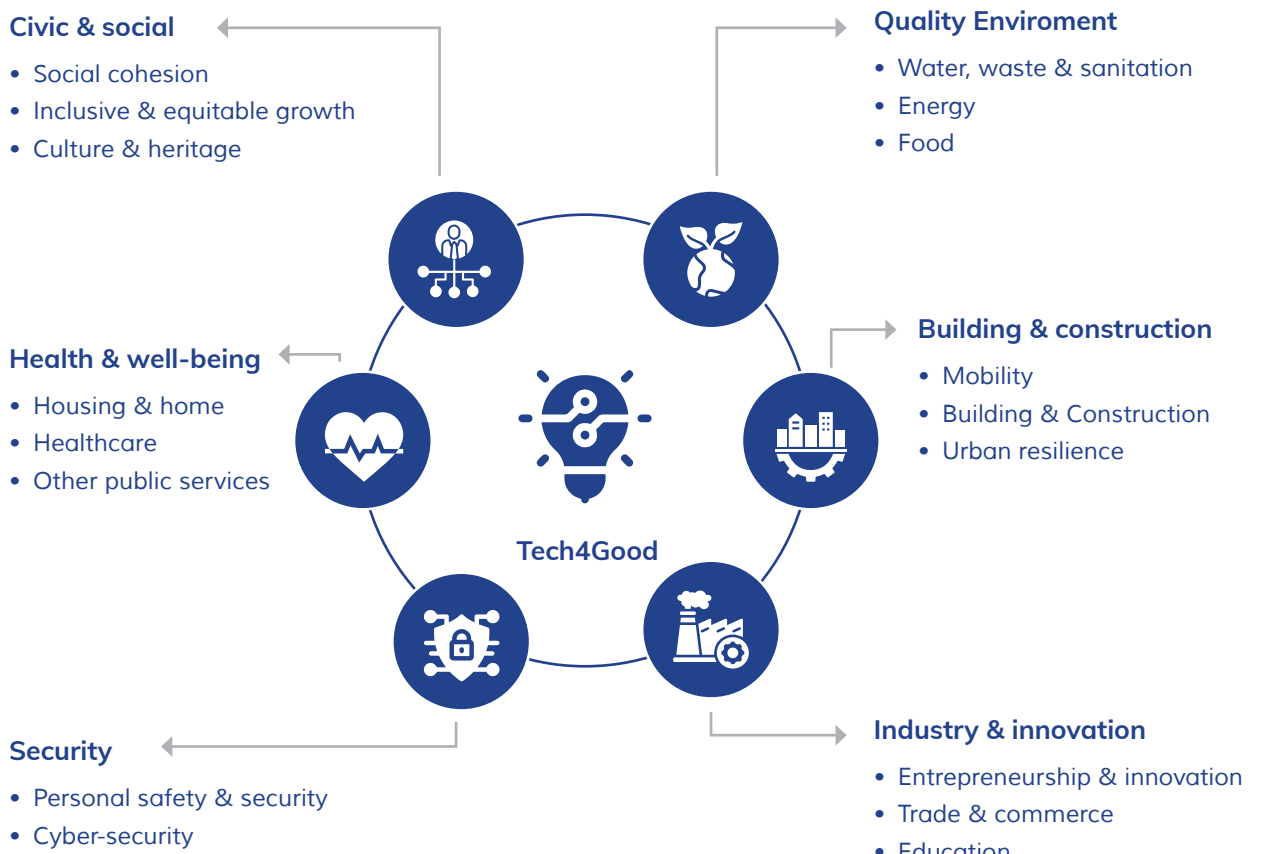 Civic & social
• Social cohesion
• Inclusive & equitable growth
• Culture & heritage
Quality Enviroment
• Water, waste & sanitation
• Energy
• Food
Health & well-being
• Housing & home
• Healthcare
• Other public services
Building & construction
• Mobility
• Building & Construction
• Urban resilience
Tech4Good
Security
• Personal safety & security
• Cyber-security
Industry & innovation
• Entrepreneurship & innovation
• Trade & commerce
• Education